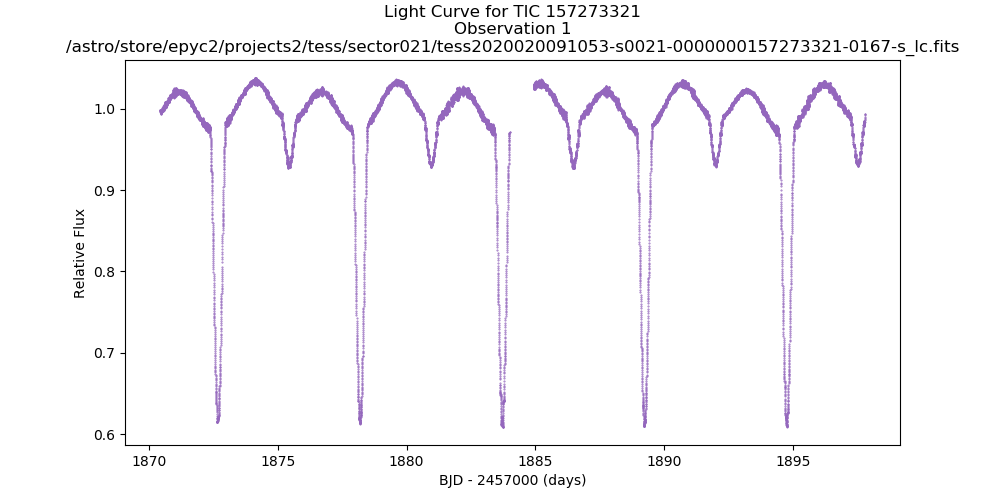 Light Curve for TIC 157273321
Observation 1
/astro/store/epyc2/projects2/tess/sector021/tess2020020091053-s0021-0000000157273321-0167-s_lc.fits
1.0
0.9
0.8
0.7
0.6
Relative Flux
1870
1875
1880
1885
1890
1895
BJD - 2457000 (days)